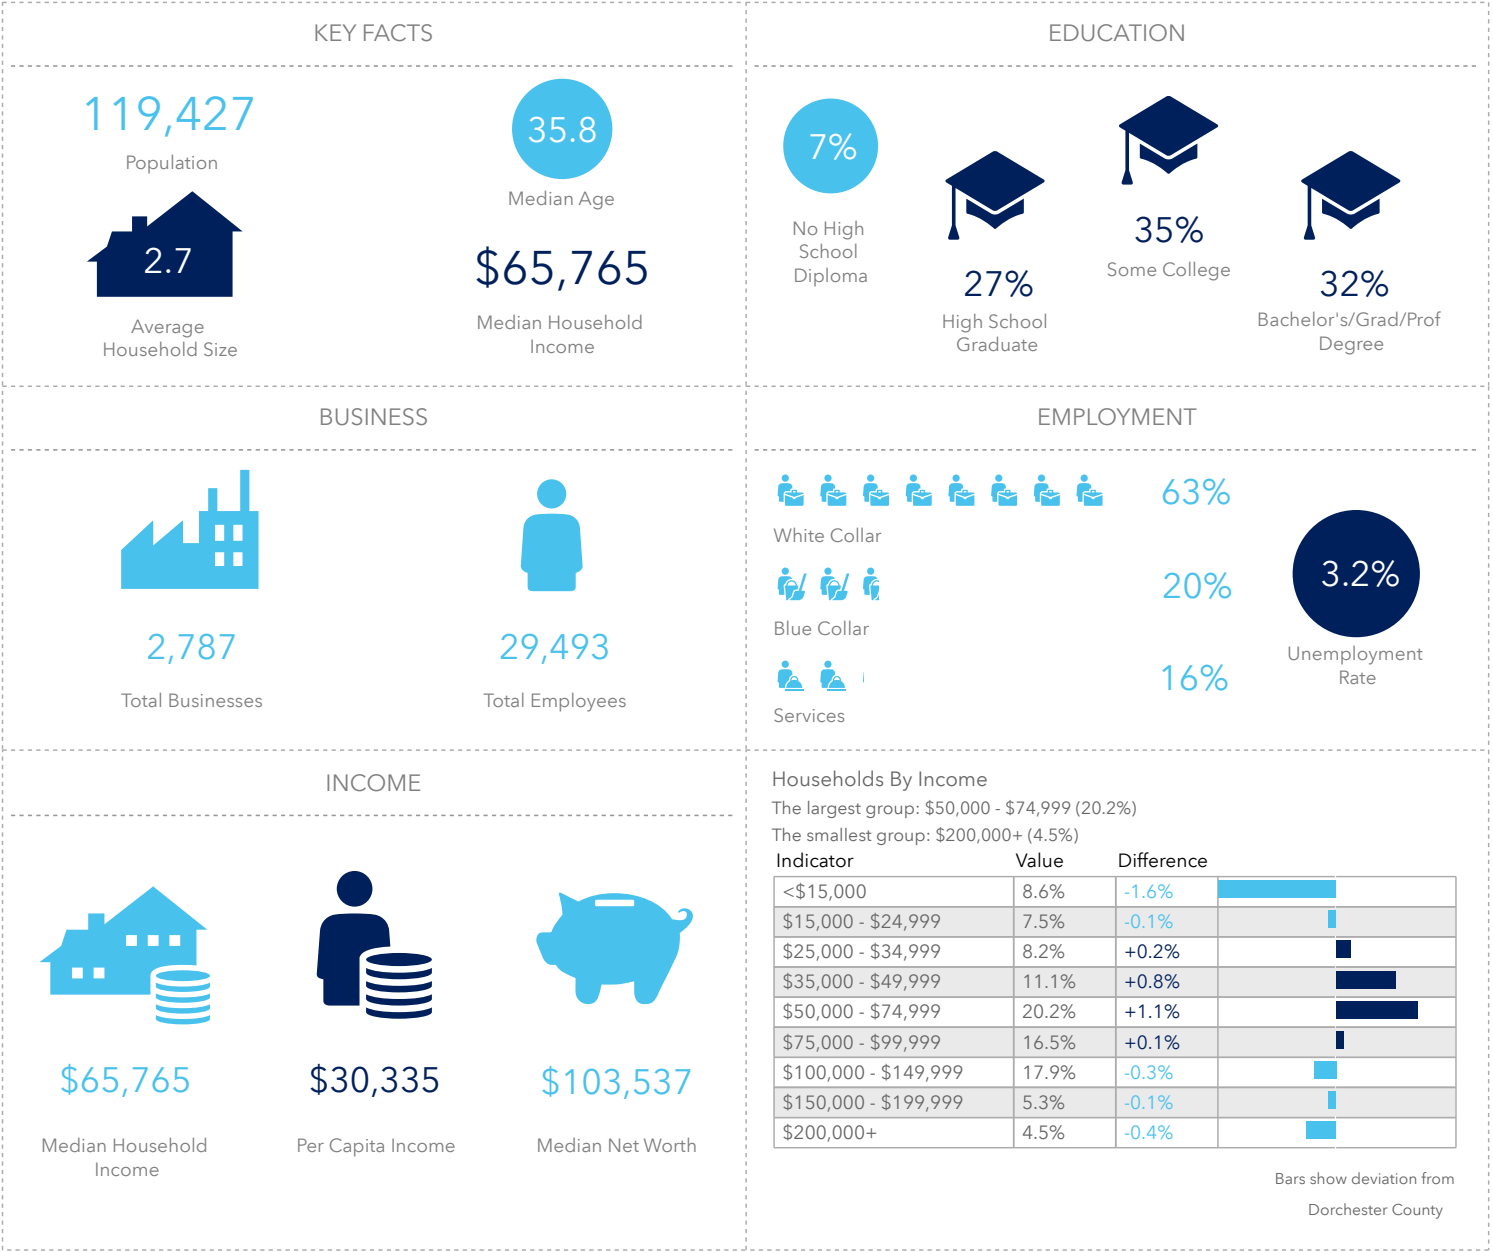 KEY FACTS
119,427
Population
35.8
Median Age
2.7
Average
Household Size
$65,765
Median Household
Income
EDUCATION
7%
No High
School
Diploma
27%
High School
Graduate
35%
Some College
32%
Bachelor's/Grad/Prof
Degree
BUSINESS
2,787
Total Businesses
29,493
Total Employees
EMPLOYMENT
63%
White Collar
20%
Blue Collar
16%
Services
3.2%
Unemployment
Rate
INCOME
$65,765
Median Household
Income
$30,335
Per Capita Income
$103,537
Median Net Worth
Households By Income
The largest group: $50,000 - $74,999 (20.2%)
The smallest group: $200,000+ (4.5%)
Indicator Value Difference
<$15,000 8.6% -1.6%
$15,000 - $24,999 7.5% -0.1%
$25,000 - $34,999 8.2% +0.2%
$35,000 - $49,999 11.1% +0.8%
$50,000 - $74,999 20.2% +1.1%
$75,000 - $99,999 16.5% +0.1%
$100,000 - $149,999 17.9% -0.3%
$150,000 - $199,999 5.3% -0.1%
$200,000+ 4.5% -0.4%
Bars show deviation from
Dorchester County